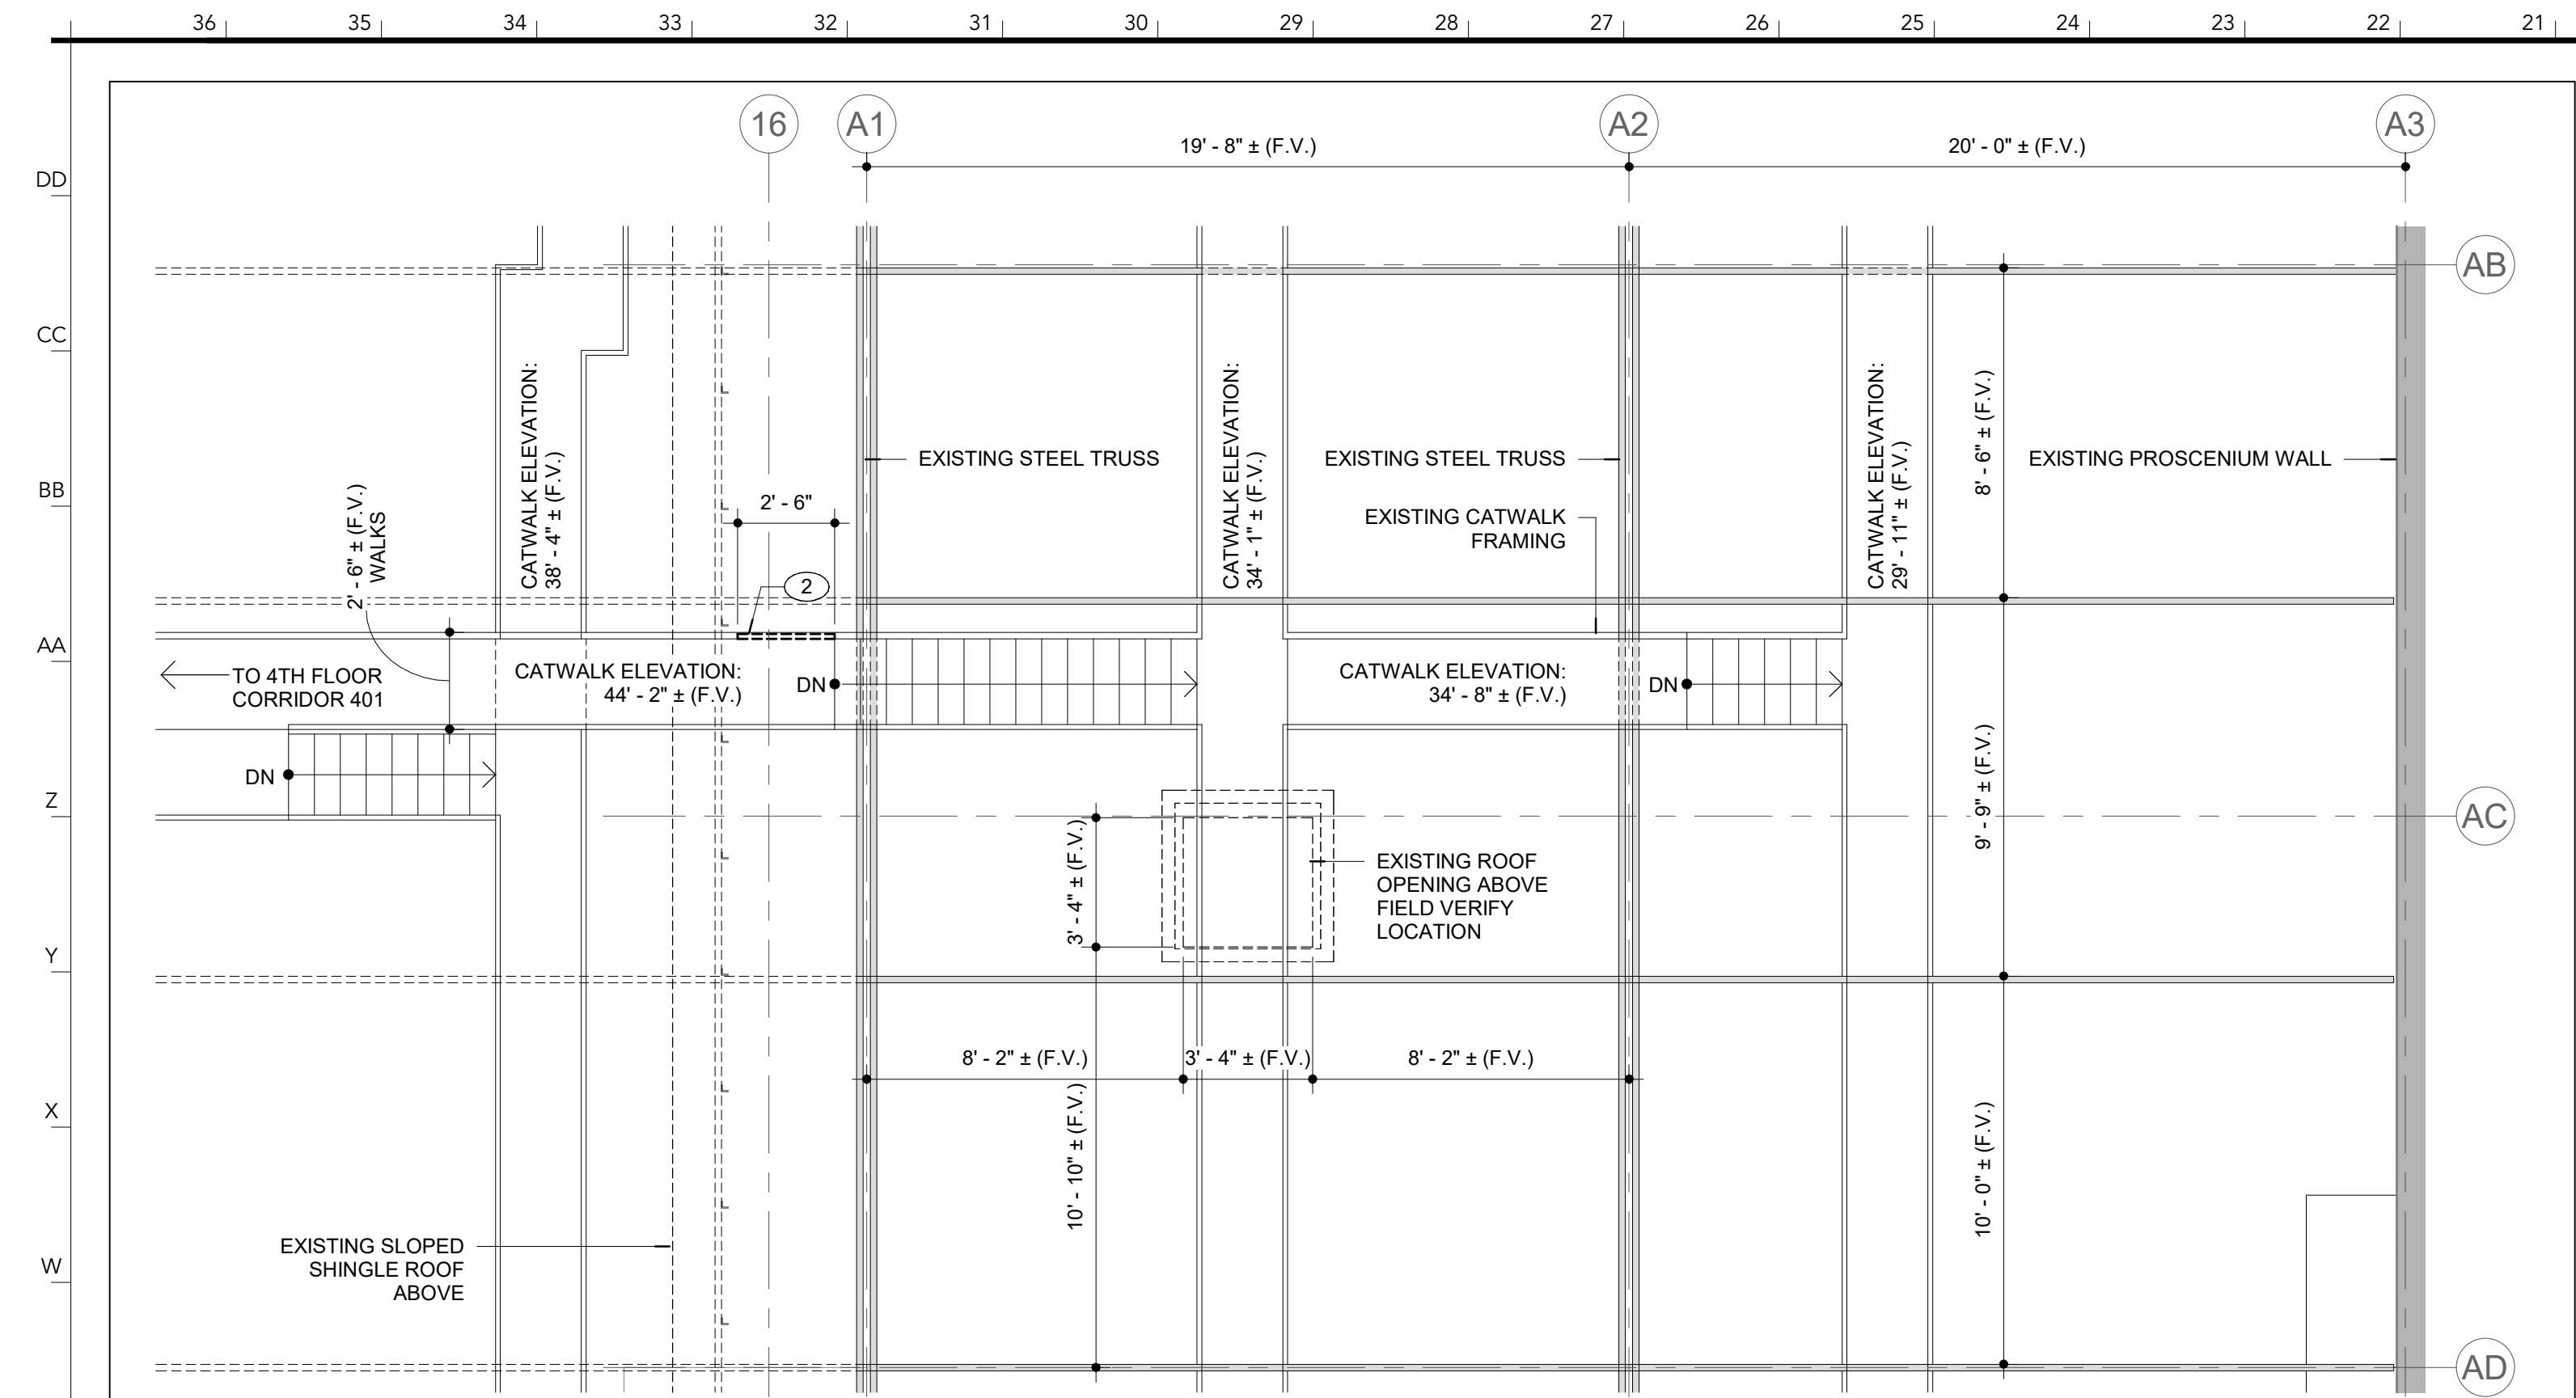 36 35 34 33 32 31 30 29 28 27 26 25 24 23 22 21
16 A1 A2 A3
19' - 8" ± (F.V.) 20' - 0" ± (F.V.)
DD
AB
CC
CATWALK ELEVATION:
38' - 4" ± (F.V.)
CATWALK ELEVATION:
34' - 1" ± (F.V.)
CATWALK ELEVATION:
29' - 11" ± (F.V.)
8' - 6" ± (F.V.)
EXISTING STEEL TRUSS
EXISTING STEEL TRUSS
EXISTING PROSCENIUM WALL
BB
2' - 6" ± (F.V.)
WALKS
2' - 6"
EXISTING CATWALK
FRAMING
2
AA
TO 4TH FLOOR
CORRIDOR 401
CATWALK ELEVATION:
44' - 2" ± (F.V.)
DN
CATWALK ELEVATION:
34' - 8" ± (F.V.)
DN
DN
Z
9' - 9" ± (F.V.)
AC
3' - 4" ± (F.V.)
EXISTING ROOF
OPENING ABOVE
FIELD VERIFY
LOCATION
Y
8' - 2" ± (F.V.) 3' - 4" ± (F.V.) 8' - 2" ± (F.V.)
X
10' - 10" ± (F.V.)
10' - 0" ± (F.V.)
EXISTING SLOPED
SHINGLE ROOF
ABOVE
W
AD